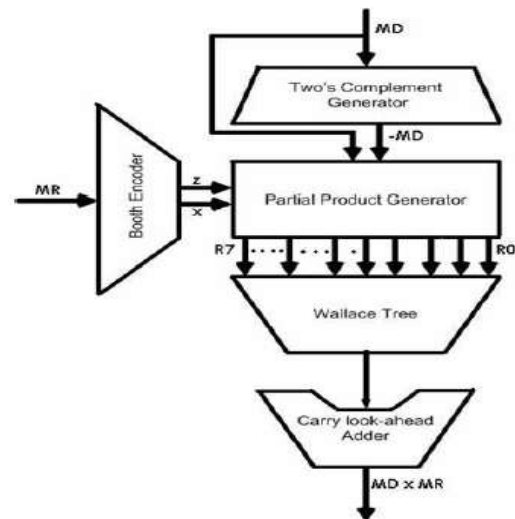 MD
Two's Complement
Generator
-MD
Booth Encoder
z
x
MR
Partial Product Generator
R7
R0
Wallace Tree
Carry look-ahead
Adder
MD x MR